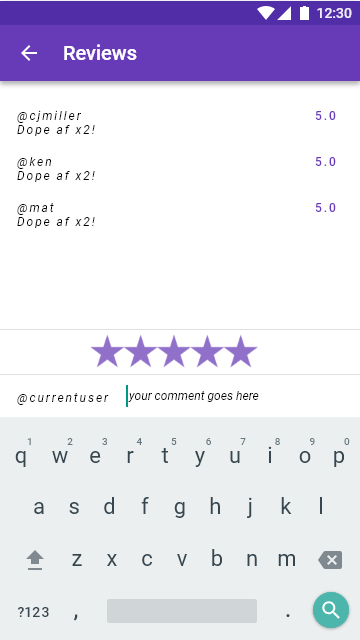 12:30
Reviews
@cjmiller 5.0
Dope af x2!
@ken 5.0
Dope af x2!
@mat 5.0
Dope af x2!
@currentuser your comment goes here
1 2 3 4 5 6 7 8 9 0
q w e r t y u i o p
a s d f g h j k l
z x c v b n m
?123 , .